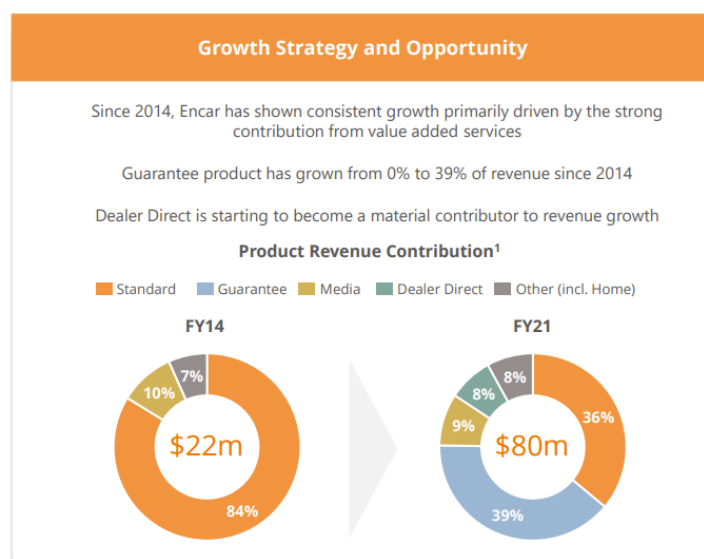 Growth Strategy and Opportunity
Since 2014, Encar has shown consistent growth primarily driven by the strong
contribution from value added services
Guarantee product has grown from 0% to 39% of revenue since 2014
Dealer Direct is starting to become a material contributor to revenue growth
Product Revenue Contribution¹
Standard Guarantee Media Dealer Direct Other (incl. Home)
FY14
7%
10%
$22m
84%
FY21
8%
8%
36%
9%
$80m
39%